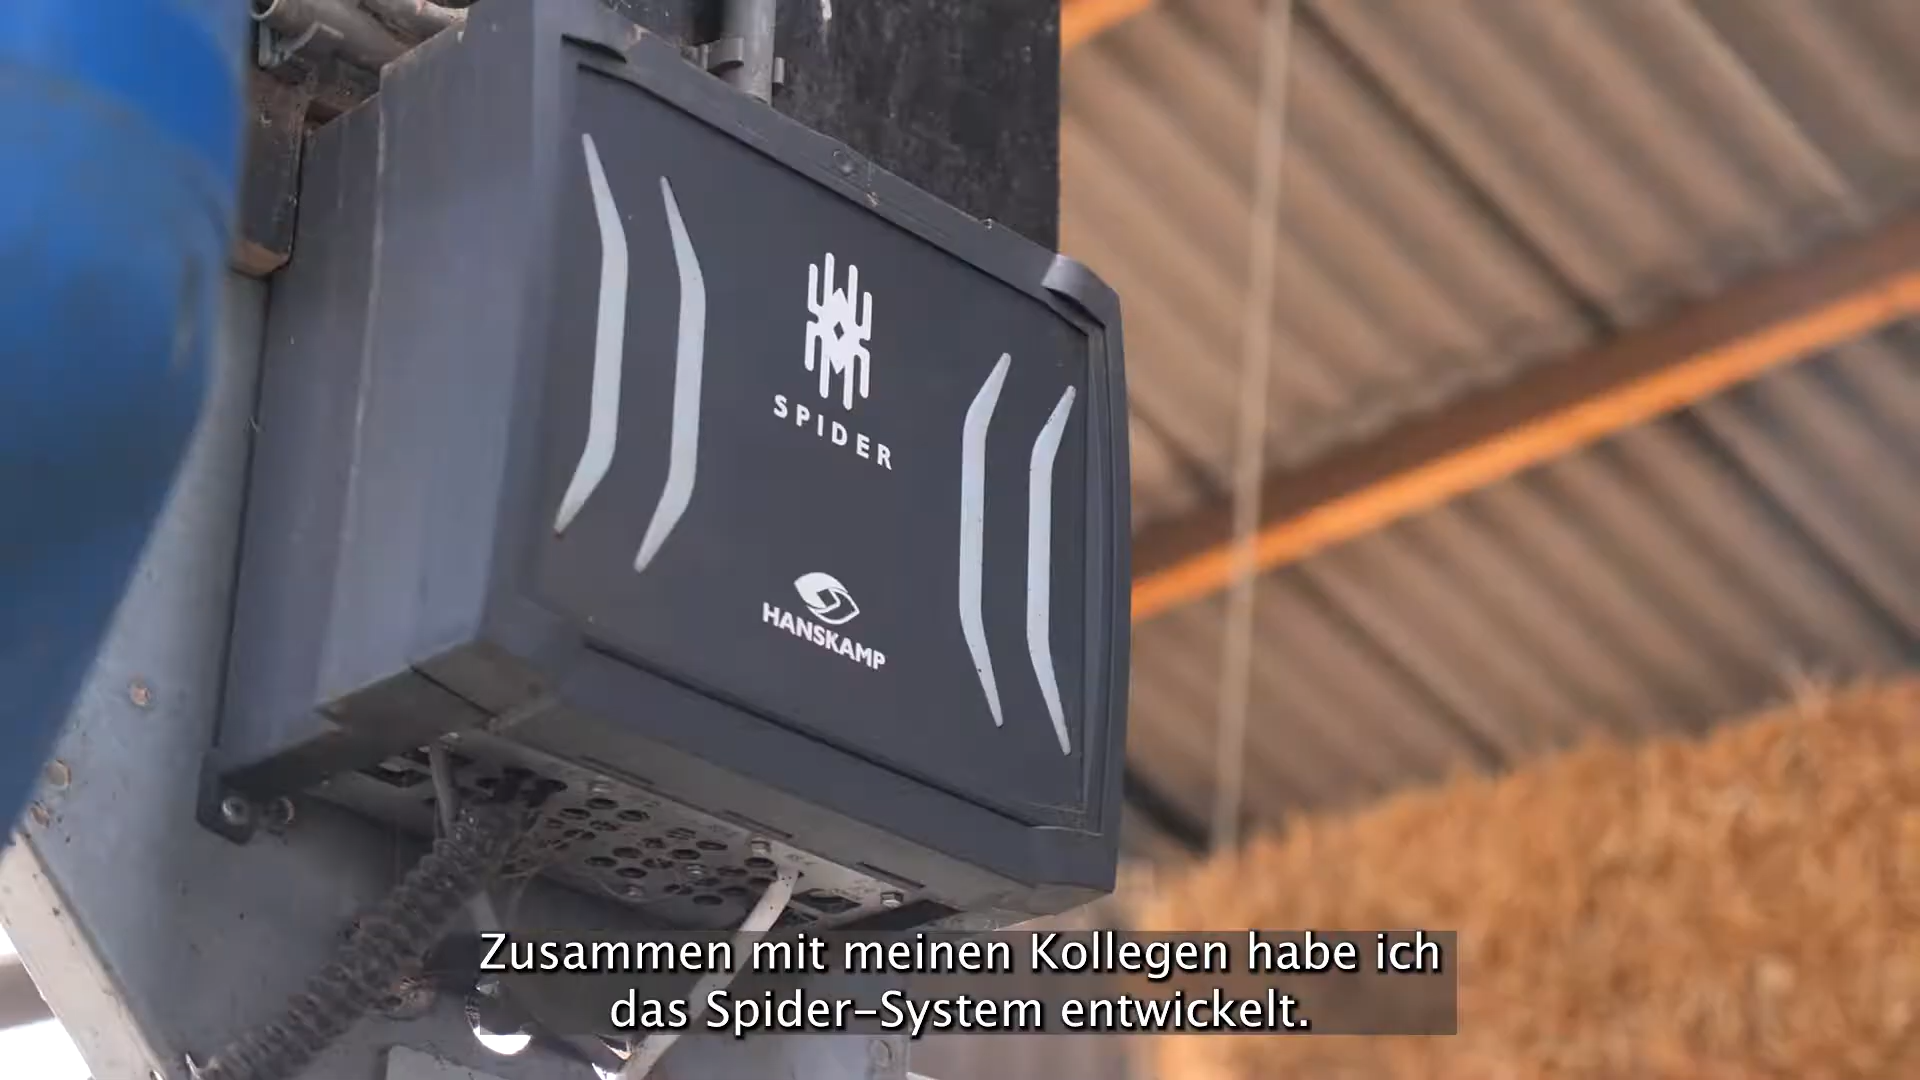 SPIDER
HANSKAMP
Zusammen mit meinen Kollegen habe ich
das Spider-System entwickelt.